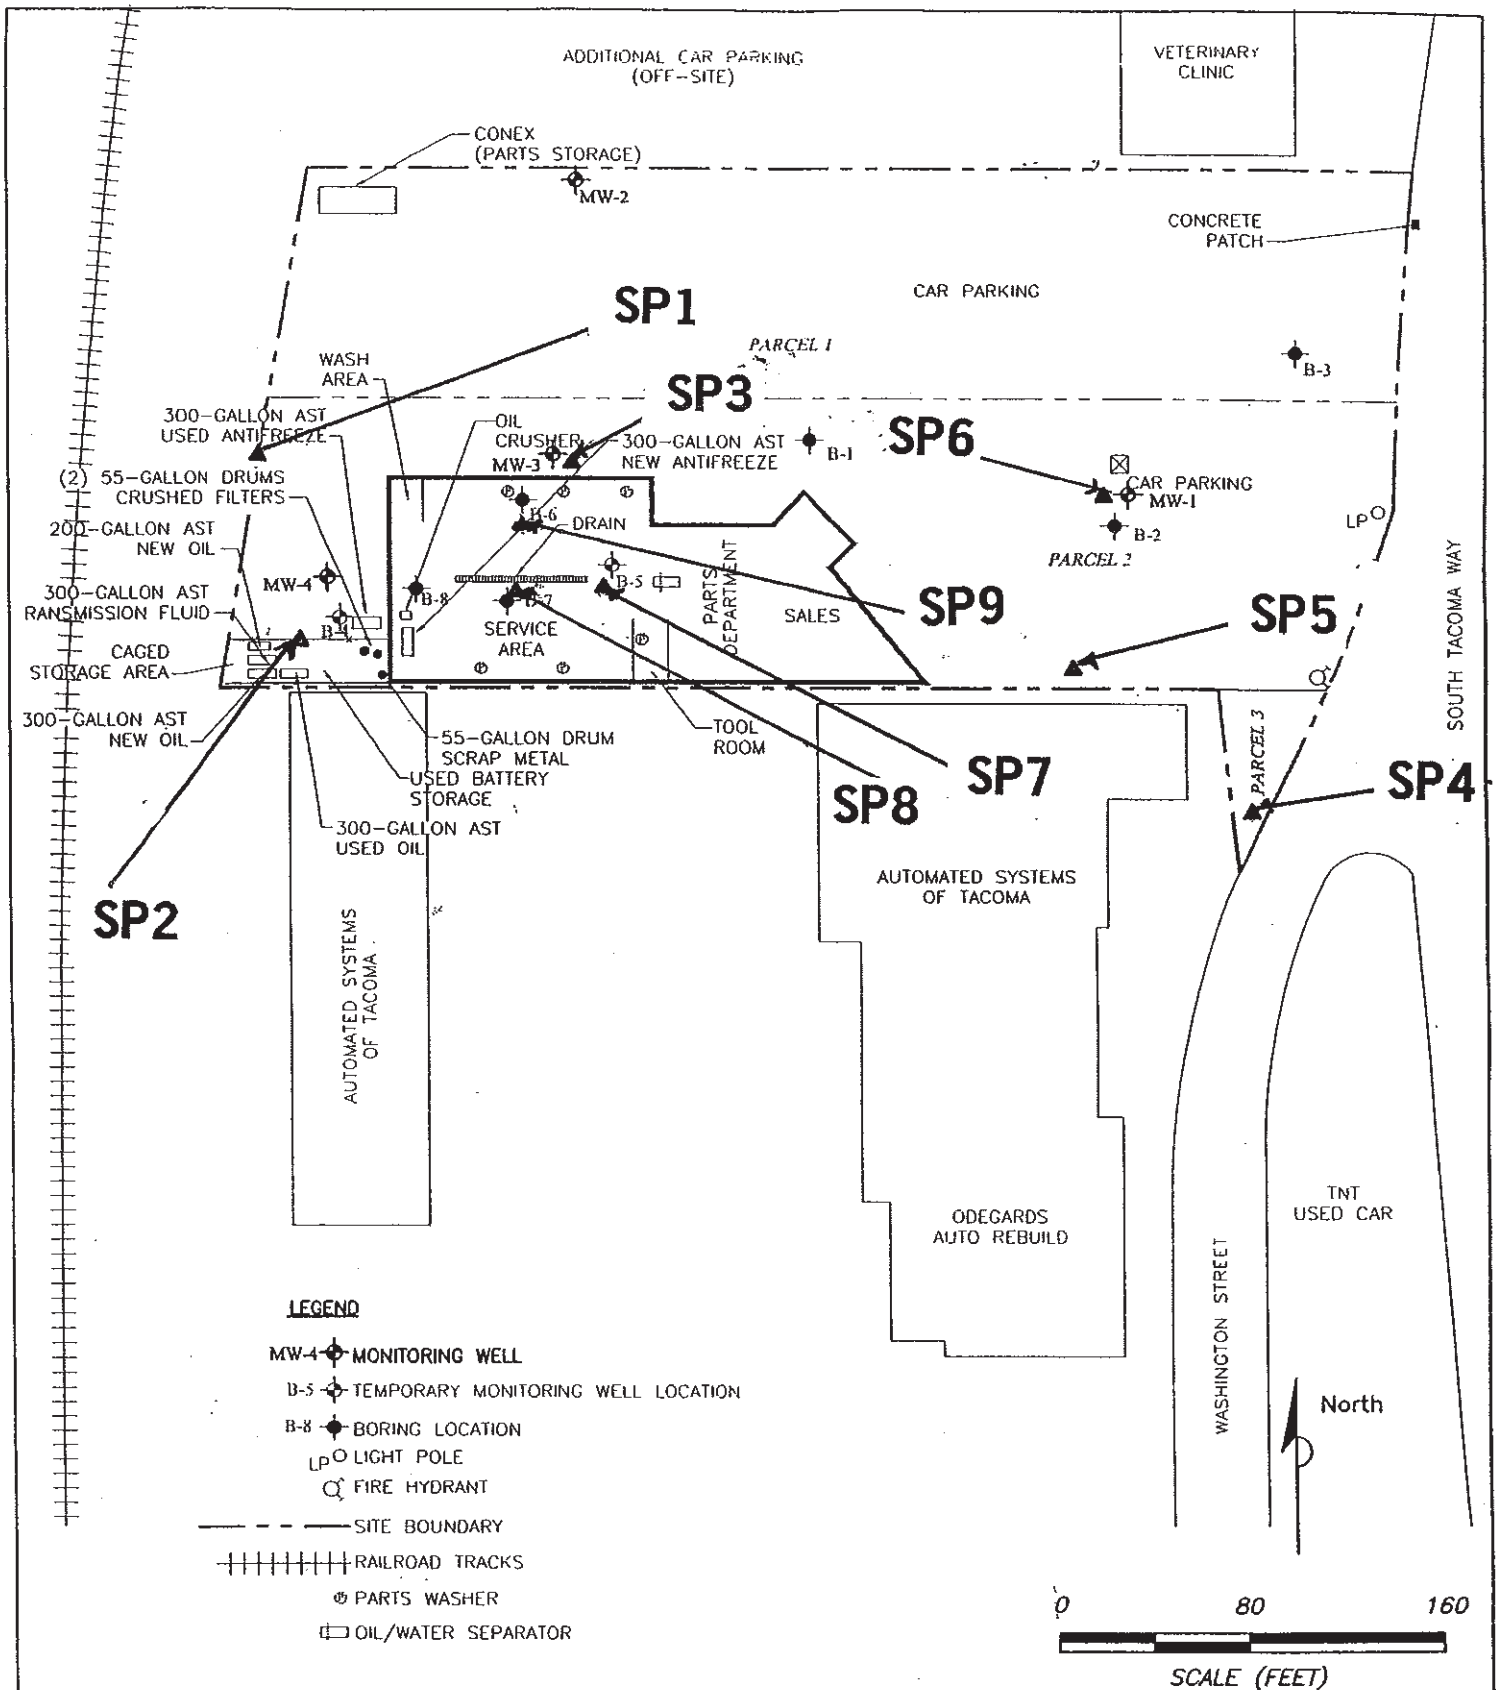 ADDITIONAL CAR PARKING
(OFF-SITE)
VETERINARY
CLINIC
CONEX
(PARTS STORAGE)
MW-2
CONCRETE
PATCH
CAR PARKING
SP1
PARCEL 1
WASH
AREA
B-3
SP3
300-GALLON AST
USED ANTIFREEZE
OIL
CRUSHER
300-GALLON AST
NEW ANTIFREEZE
MW-3
B-1
SP6
(2) 55-GALLON DRUMS
CRUSHED FILTERS
CAR PARKING
MW-1
LP
B-6
DRAIN
B-2
PARCEL 2
200-GALLON AST
NEW OIL
MW-4
300-GALLON AST
RANSMISSION FLUID
B-8
B-7
B-5
PARTS
DEPARTMENT
SALES
SP9
SP5
B-4
SERVICE
AREA
CAGED
STORAGE AREA
SOUTH TACOMA WAY
300-GALLON AST
NEW OIL
55-GALLON DRUM
SCRAP METAL
TOOL
ROOM
PARCEL 3
USED BATTERY
STORAGE
SP7
SP8
SP4
300-GALLON AST
USED OIL
SP2
AUTOMATED SYSTEMS
OF TACOMA
AUTOMATED SYSTEMS
OF TACOMA
ODEGARDS
AUTO REBUILD
TNT
USED CAR
WASHINGTON STREET
LEGEND
MW-4 MONITORING WELL
B-5 TEMPORARY MONITORING WELL LOCATION
B-8 BORING LOCATION
LP LIGHT POLE
FIRE HYDRANT
SITE BOUNDARY
RAILROAD TRACKS
PARTS WASHER
OIL/WATER SEPARATOR
North
0 80 160
SCALE (FEET)